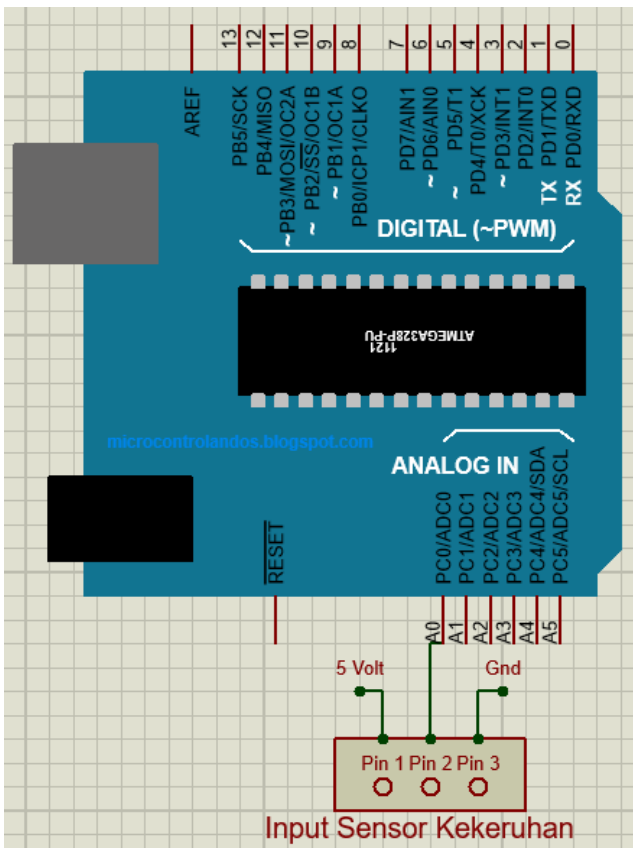 13
12
11
10
9
8
7
6
5
4
3
2
1
0
AREF
PB5/SCK
PB4/MISO
~PB3/MOSI/OC2A
~ PB2/SS/OC1B
~ PB1/OC1A
PB0/ICP1/CLKO
PD7/AIN1
~ PD6/AIN0
~ PD5/T1
PD4/T0/XCK
~ PD3/INT1
PD2/INT0
TX PD1/TXD
RX PD0/RXD
DIGITAL (~PWM)
1121
ATMEGA328P-PU
microcontrolandos.blogspot.com
ANALOG IN
RESET
PC0/ADC0
PC1/ADC1
PC2/ADC2
PC3/ADC3
PC4/ADC4/SDA
PC5/ADC5/SCL
A0
A1
A2
A3
A4
A5
5 Volt
Gnd
Pin 1 Pin 2 Pin 3
Input Sensor Kekeruhan